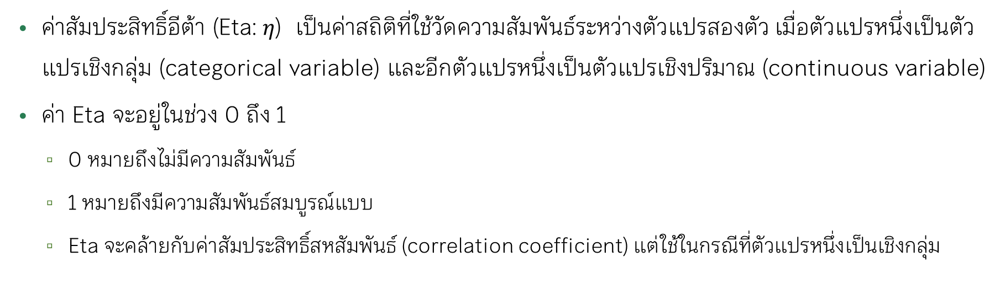 • ค่าสัมประสิทธิ์อีต้า (Eta: η) เป็นค่าสถิติที่ใช้วัดความสัมพันธ์ระหว่างตัวแปรสองตัว เมื่อตัวแปรหนึ่งเป็นตัว
แปรเชิงกลุ่ม (categorical variable) และอีกตัวแปรหนึ่งเป็นตัวแปรเชิงปริมาณ (continuous variable)
• ค่า Eta จะอยู่ในช่วง 0 ถึง 1
▫ 0 หมายถึงไม่มีความสัมพันธ์
▫ 1 หมายถึงมีความสัมพันธ์สมบูรณ์แบบ
▫ Eta จะคล้ายกับค่าสัมประสิทธิ์สหสัมพันธ์ (correlation coefficient) แต่ใช้ในกรณีที่ตัวแปรหนึ่งเป็นเชิงกลุ่ม